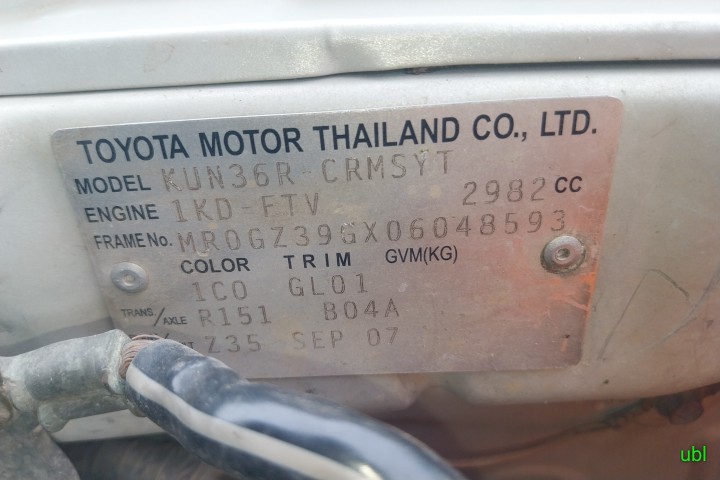 TOYOTA MOTOR THAILAND CO., LTD.
MODEL KUN36R-CRMSYT
ENGINE 1KD-FTV 2982 CC
FRAME No. MR0GZ39GX06048593
COLOR TRIM GVM(KG)
1C0 GL01
TRANS/AXLE R151 B04A
Z35 SEP 07
ubl